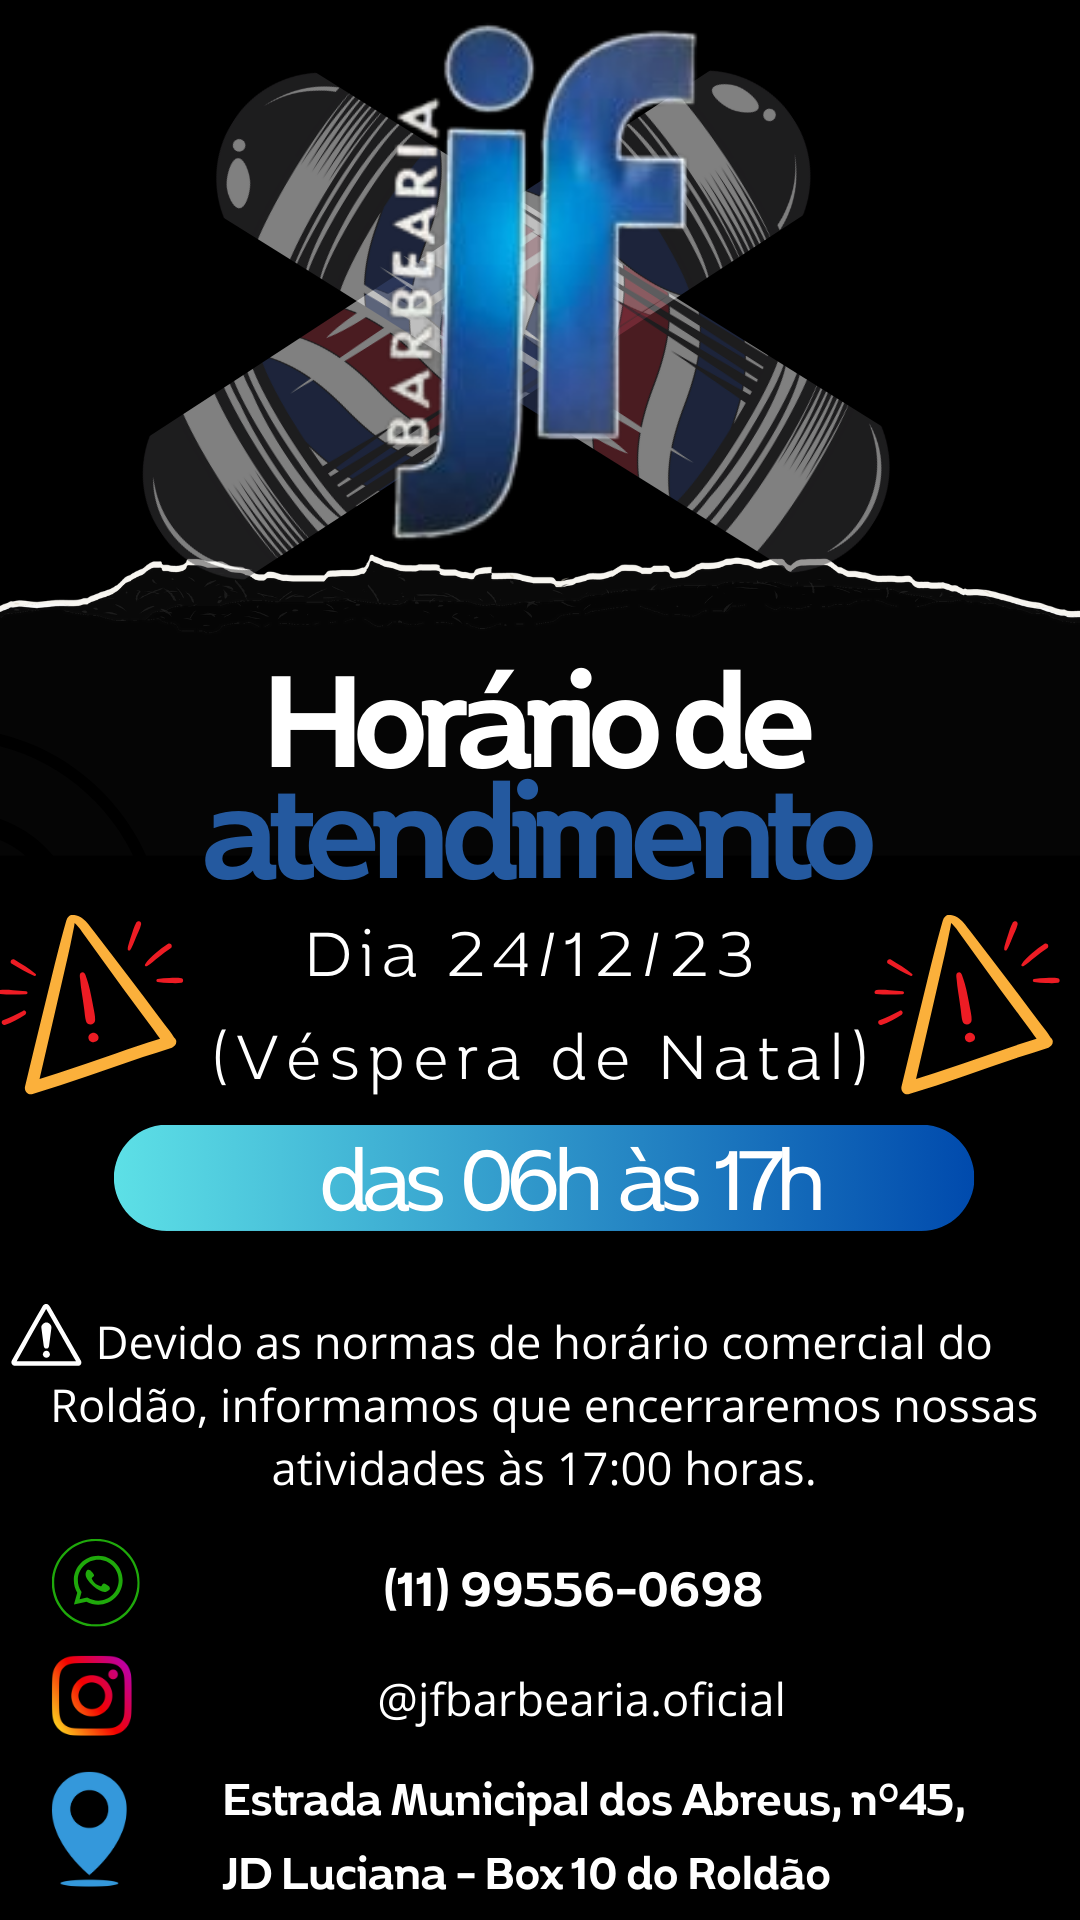 BARBEARIA
jf
Horário de
atendimento
Dia 24/12/23
(Véspera de Natal)
das 06h às 17h
Devido as normas de horário comercial do
Roldão, informamos que encerraremos nossas
atividades às 17:00 horas.
(11) 99556-0698
@jfbarbearia.oficial
Estrada Municipal dos Abreus, nº45,
JD Luciana - Box 10 do Roldão